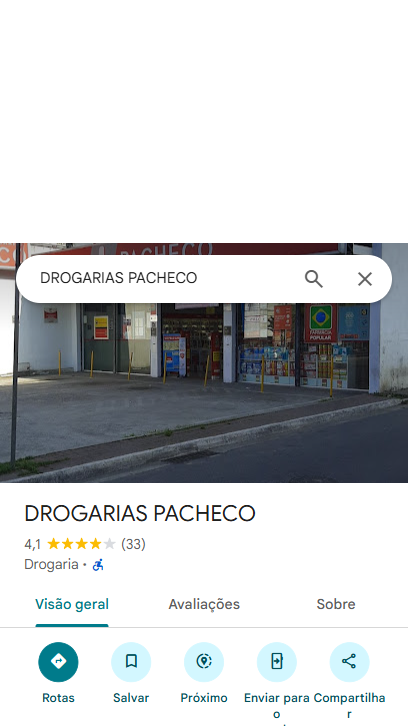 PACHECO
DROGARIAS PACHECO
FARMÁCIA
POPULAR
DROGARIAS PACHECO
4,1 (33)
Drogaria ·
Visão geral Avaliações Sobre
Rotas Salvar Próximo Enviar para o Compartilhar